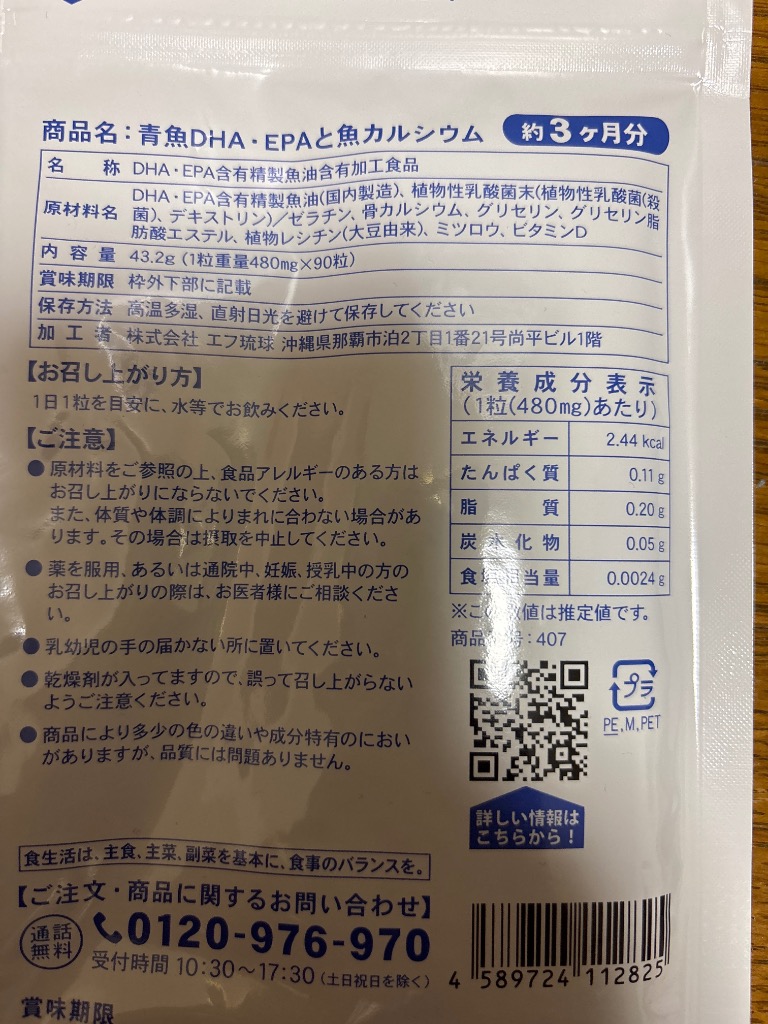 商品名：青魚DHA・EPAと魚カルシウム 約3ヶ月分
名称 DHA・EPA含有精製魚油含有加工食品
原材料名 DHA・EPA含有精製魚油(国内製造)、植物性乳酸菌末(植物性乳酸菌(殺
菌)、デキストリン)／ゼラチン、骨カルシウム、グリセリン、グリセリン脂
肪酸エステル、植物レシチン(大豆由来)、ミツロウ、ビタミンD
内容量 43.2g (1粒重量480mg×90粒)
賞味期限 枠外下部に記載
保存方法 高温多湿、直射日光を避けて保存してください
加工者 株式会社 エフ琉球 沖縄県那覇市泊2丁目1番21号尚平ビル1階
【お召し上がり方】
1日1粒を目安に、水等でお飲みください。
【ご注意】
●原材料をご参照の上、食品アレルギーのある方は
お召し上がりにならないでください。
また、体質や体調によりまれに合わない場合があ
ります。その場合は摂取を中止してください。
●薬を服用、あるいは通院中、妊娠、授乳中の方の
お召し上がりの際は、お医者様にご相談くださ
い。
●乳幼児の手の届かない所に置いてください。
●乾燥剤が入ってますので、誤って召し上がらない
ようご注意ください。
●商品により多少の色の違いや成分特有のにおい
がありますが、品質には問題ありません。
栄養成分表示
(1粒(480mg)あたり)
エネルギー 2.44 kcal
たんぱく質 0.11 g
脂質 0.20 g
炭水化物 0.05 g
食塩相当量 0.0024 g
※この数値は推定値です。
商品番号：407
プラ
PE,M,PET
詳しい情報は
こちらから！
食生活は、主食、主菜、副菜を基本に、食事のバランスを。
【ご注文・商品に関するお問い合わせ】
通話
無料
0120-976-970
受付時間 10:30～17:30 (土日祝日を除く)
4 589724 112825
賞味期限